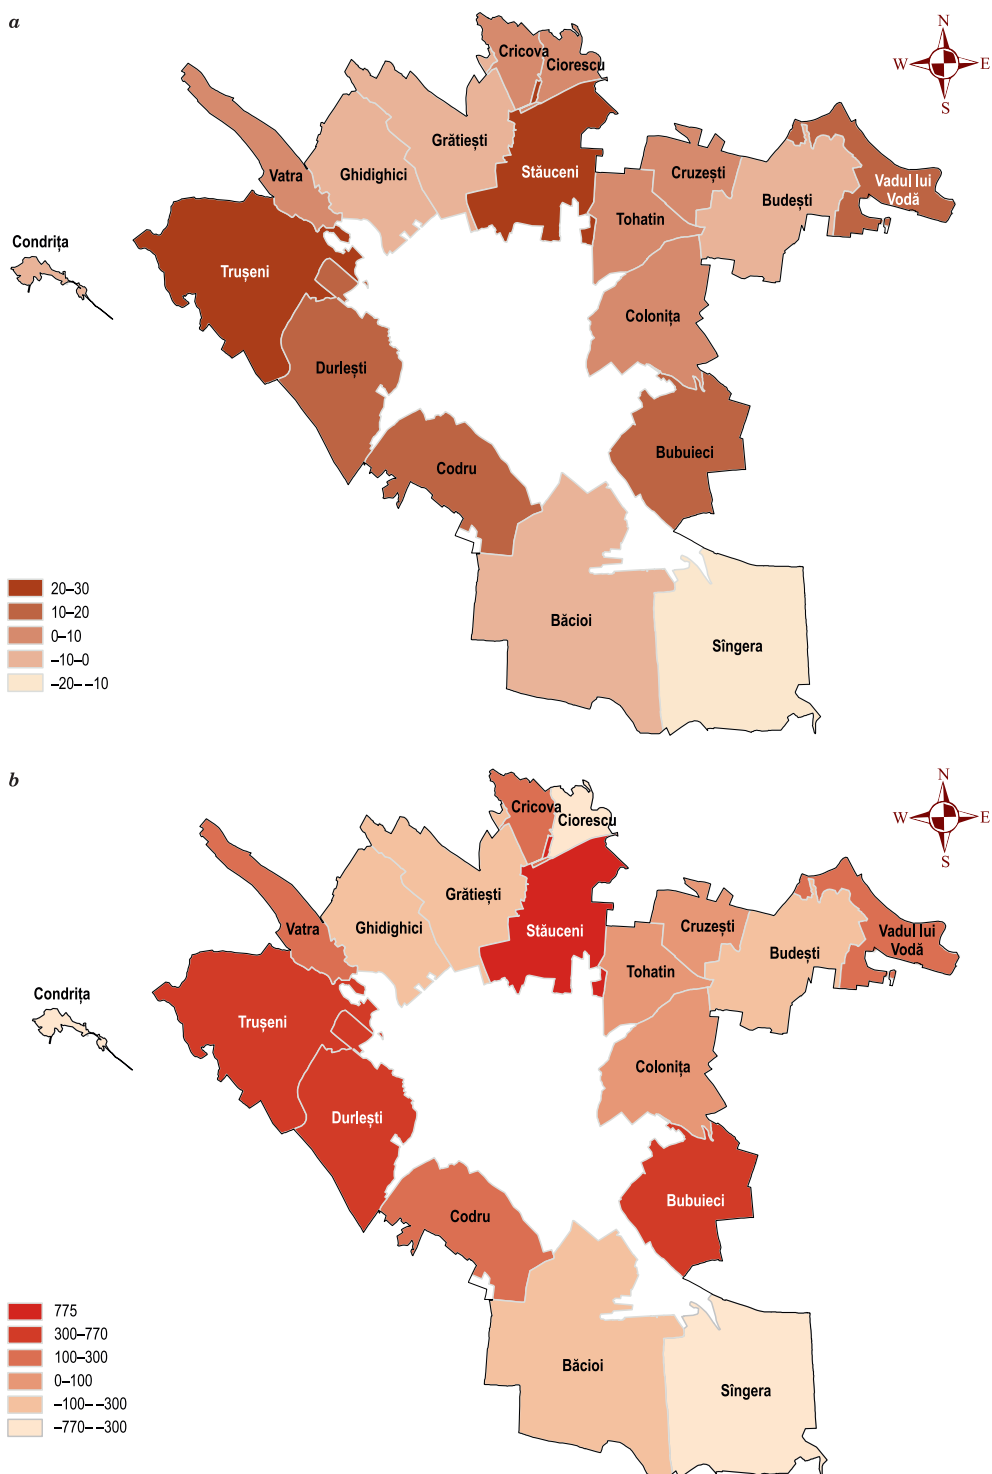 a
N
W
E
S
Cricova
Ciorescu
Grătiești
Ghidighici
Vatra
Stăuceni
Cruzești
Tohatin
Budești
Vadul lui
Vodă
Condrița
Trușeni
Colonița
Durlești
Codru
Bubuieci
Băcioi
Sîngera
20–30
10–20
0–10
–10–0
–20– –10
b
N
W
E
S
Cricova
Ciorescu
Grătiești
Ghidighici
Vatra
Stăuceni
Cruzești
Tohatin
Budești
Vadul lui
Vodă
Condrița
Trușeni
Colonița
Durlești
Codru
Bubuieci
Băcioi
Sîngera
775
300–770
100–300
0–100
–100– –300
–770– –300